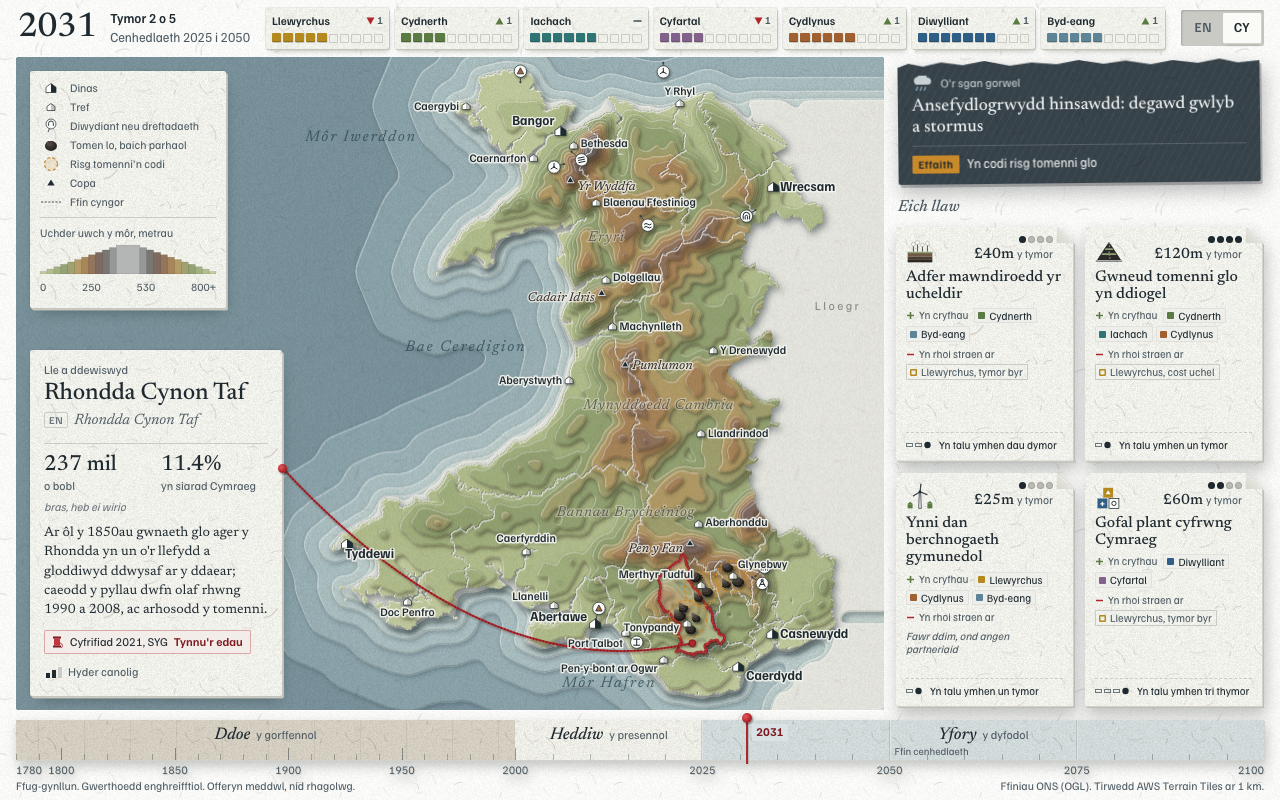 2031
Tymor 2 o 5
Cenhedlaeth 2025 i 2050
Llewyrchus
1
Cydnerth
1
Iachach
Cyfartal
1
Cydlynus
1
Diwylliant
1
Byd-eang
1
EN
CY
Dinas
Tref
Diwydiant neu dreftadaeth
Tomen lo, baich parhaol
Risg tomenni'n codi
Copa
Ffin cyngor
Uchder uwch y môr, metrau
0 250 530 800+
Lle a ddewiswyd
Rhondda Cynon Taf
EN Rhondda Cynon Taf
237 mil
o bobl
11.4%
yn siarad Cymraeg
bras, heb ei wirio
Ar ôl y 1850au gwnaeth glo ager y
Rhondda yn un o'r llefydd a
gloddiwyd ddwysaf ar y ddaear;
caeodd y pyllau dwfn olaf rhwng
1990 a 2008, ac arhosodd y tomenni.
Cyfrifiad 2021, SYG Tynnu'r edau
Hyder canolig
Môr Iwerddon
Bae Ceredigion
Môr Hafren
Lloegr
Y Rhyl
Caergybi
Bangor
Bethesda
Caernarfon
Yr Wyddfa
Wrecsam
Blaenau Ffestiniog
Eryri
Dolgellau
Cadair Idris
Machynlleth
Y Drenewydd
Pumlumon
Aberystwyth
Mynyddoedd Cambria
Llandrindod
Bannau Brycheiniog
Aberhonddu
Caerfyrddin
Pen y Fan
Tyddewi
Glynebwy
Merthyr Tudful
Llanelli
Doc Penfro
Abertawe
Tonypandy
Casnewydd
Port Talbot
Pen-y-bont ar Ogwr
Caerdydd
O'r sgan gorwel
Ansefydlogrwydd hinsawdd: degawd gwlyb
a stormus
Effaith Yn codi risg tomenni glo
Eich llaw
£40m y tymor
Adfer mawndiroedd yr
ucheldir
+ Yn cryfhau Cydnerth
Byd-eang
− Yn rhoi straen ar
Llewyrchus, tymor byr
Yn talu ymhen dau dymor
£120m y tymor
Gwneud tomenni glo
yn ddiogel
+ Yn cryfhau Cydnerth
Iachach Cydlynus
− Yn rhoi straen ar
Llewyrchus, cost uchel
Yn talu ymhen un tymor
£25m y tymor
Ynni dan
berchnogaeth
gymunedol
+ Yn cryfhau Llewyrchus
Cydlynus Byd-eang
− Yn rhoi straen ar
Fawr ddim, ond angen
partneriaid
Yn talu ymhen un tymor
£60m y tymor
Gofal plant cyfrwng
Cymraeg
+ Yn cryfhau Diwylliant
Cyfartal
− Yn rhoi straen ar
Llewyrchus, tymor byr
Yn talu ymhen tri thymor
Ddoe y gorffennol
Heddiw y presennol
2031
Yfory y dyfodol
Ffin cenhedlaeth
1780 1800 1850 1900 1950 2000 2025 2050 2075 2100
Ffug-gynllun. Gwerthoedd enghreifftiol. Offeryn meddwl, nid rhagolwg.
Ffiniau ONS (OGL). Tirwedd AWS Terrain Tiles ar 1 km.